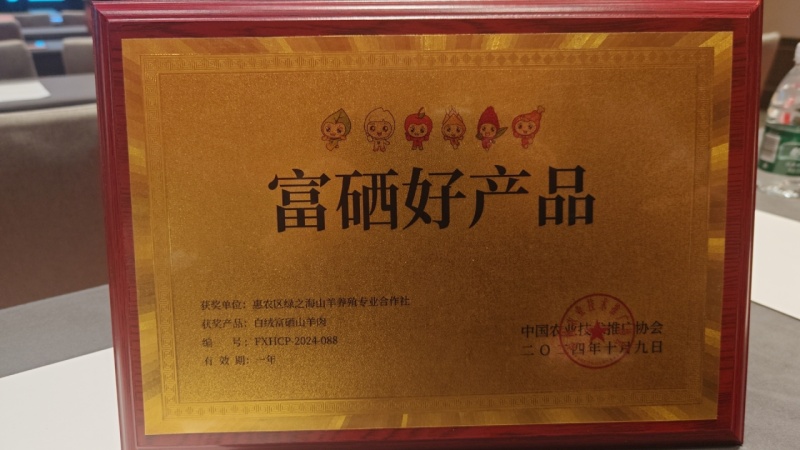 富硒好产品
获奖单位：惠农区绿之海山羊养殖专业合作社
获奖产品：白绒富硒山羊肉
编 号：FXHCP-2024-088
有 效 期：一年
中国农业技术推广协会
二〇二四年十月九日